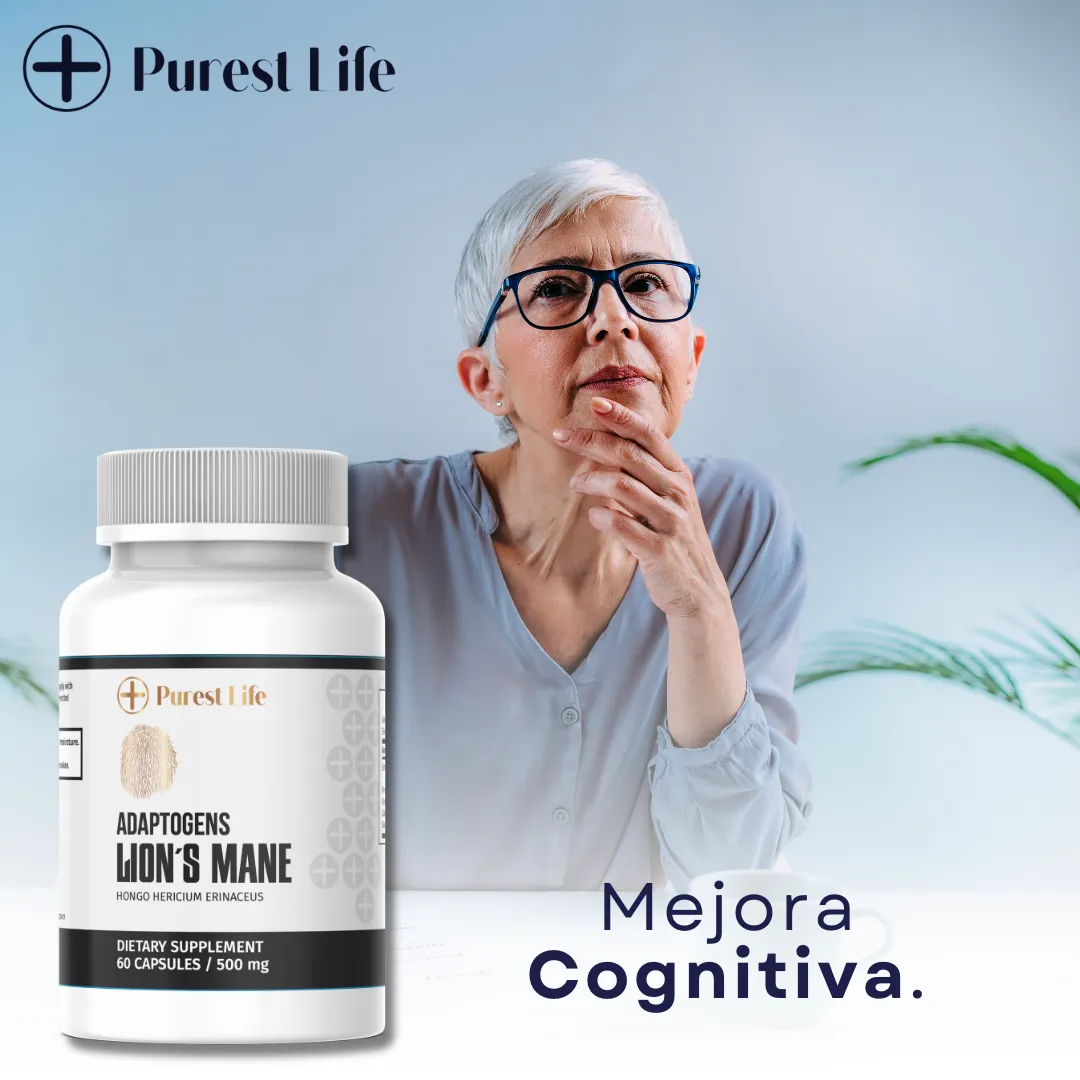 Purest Life
Purest Life
ADAPTOGENS
LION´S MANE
HONGO HERICIUM ERINACEUS
DIETARY SUPPLEMENT
60 CAPSULES / 500 mg
Mejora
Cognitiva.